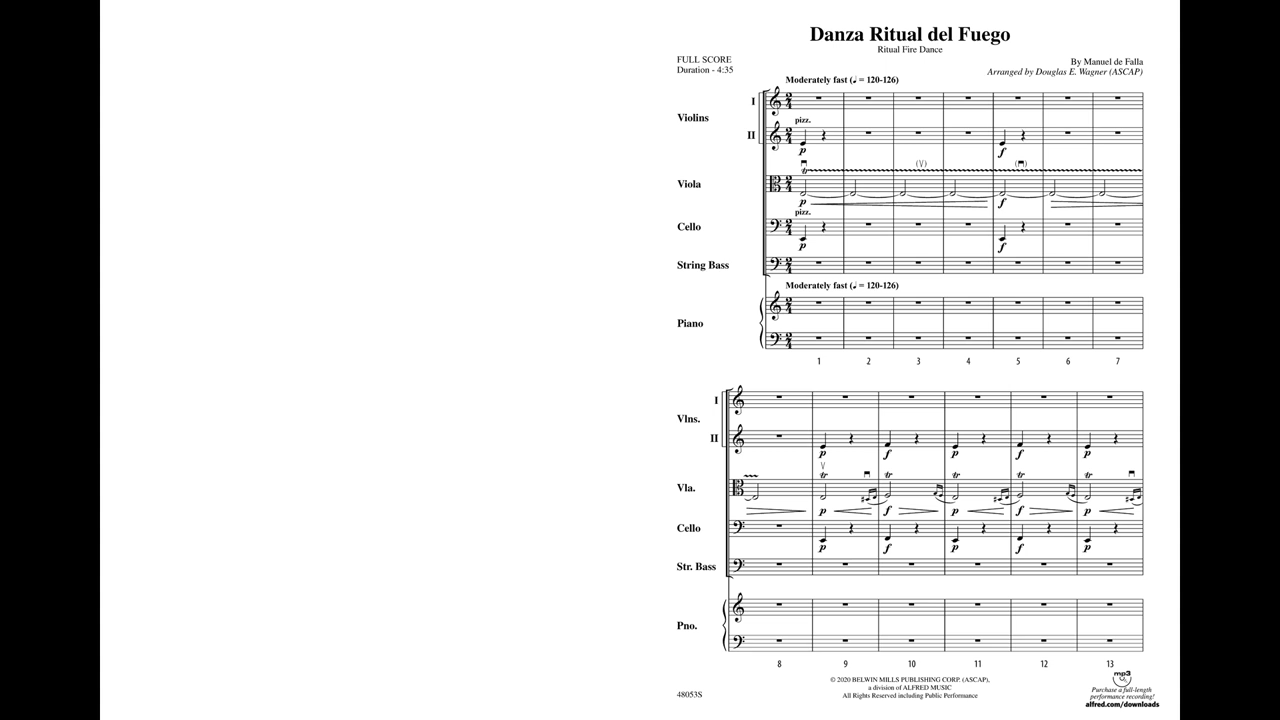 Danza Ritual del Fuego
Ritual Fire Dance
FULL SCORE
Duration - 4:35
By Manuel de Falla
Arranged by Douglas E. Wagner (ASCAP)
Moderately fast (♩ = 120-126)
I
Violins
pizz.
II
p f
(V)
Viola
p f
pizz.
Cello
p f
String Bass
Moderately fast (♩ = 120-126)
Piano
1 2 3 4 5 6 7
I
Vlns.
II
p f p f p
tr tr tr tr tr
Vla.
p f p f p
Cello
p f p f p
Str. Bass
Pno.
8 9 10 11 12 13
© 2020 BELWIN MILLS PUBLISHING CORP. (ASCAP),
a division of ALFRED MUSIC
All Rights Reserved including Public Performance
48053S
mp3
Purchase a full-length
performance recording!
alfred.com/downloads